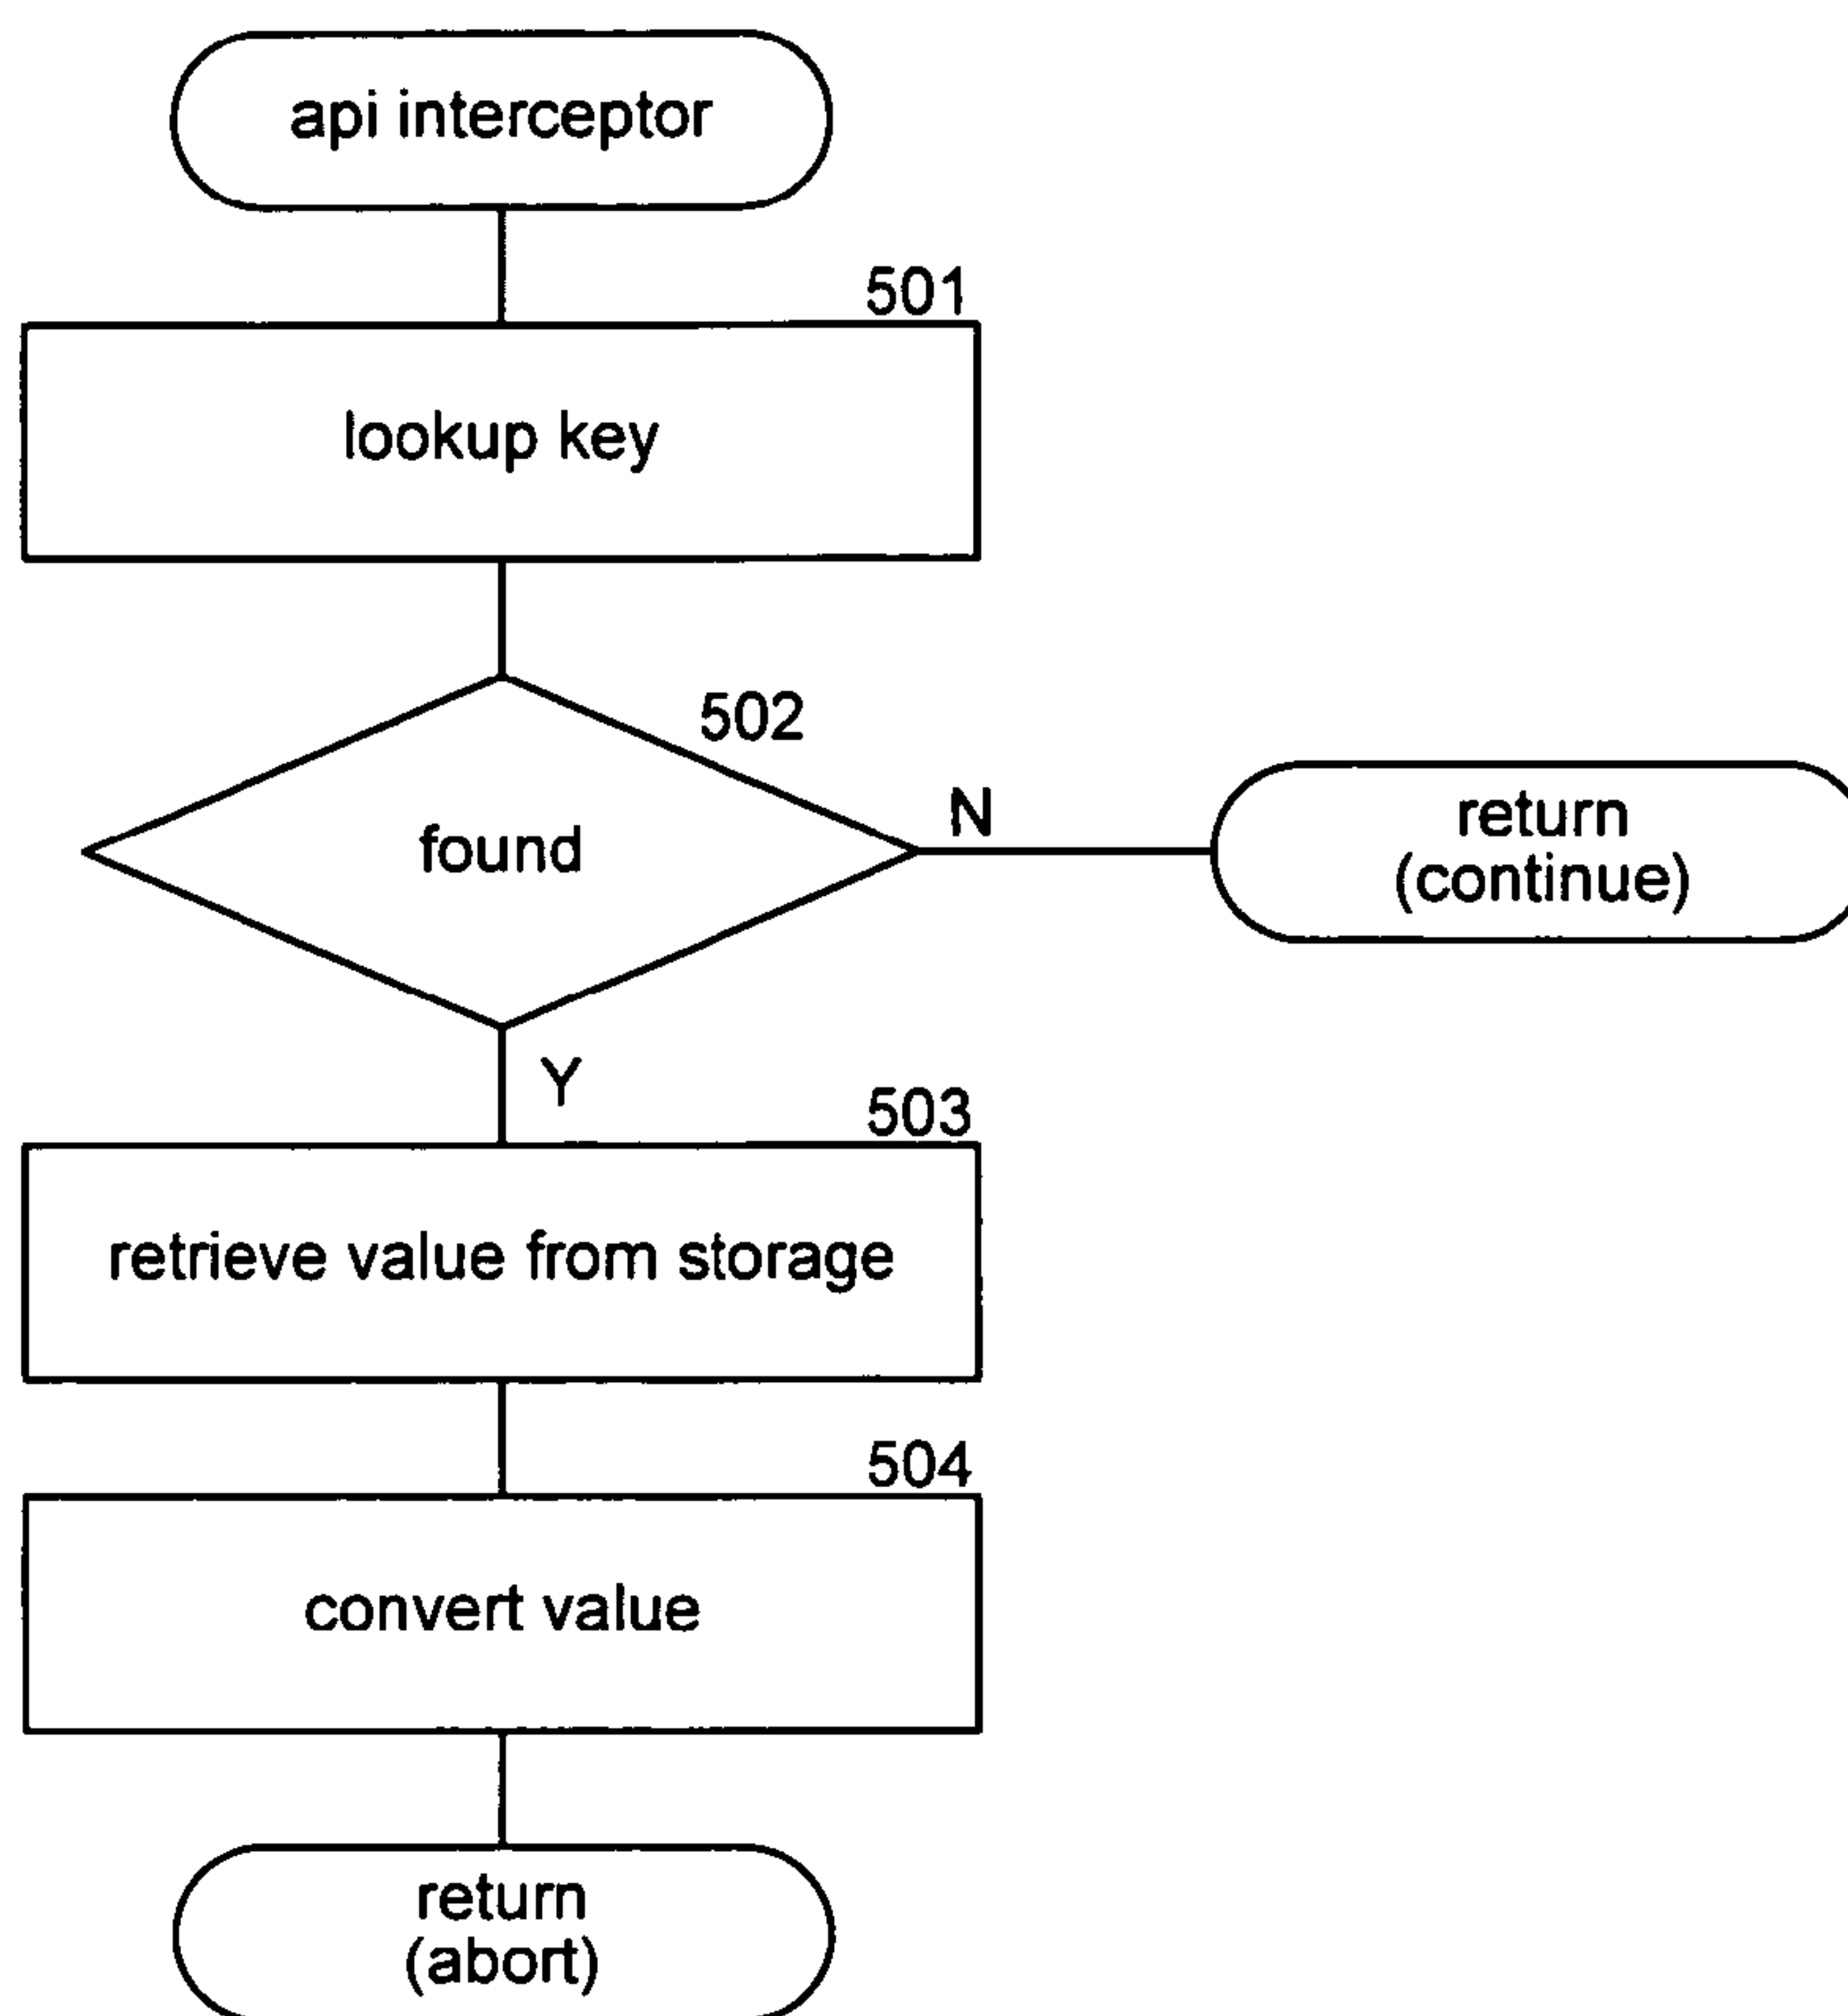 api interceptor
501
lookup key
502
found
N
return
(continue)
Y
503
retrieve value from storage
504
convert value
return
(abort)